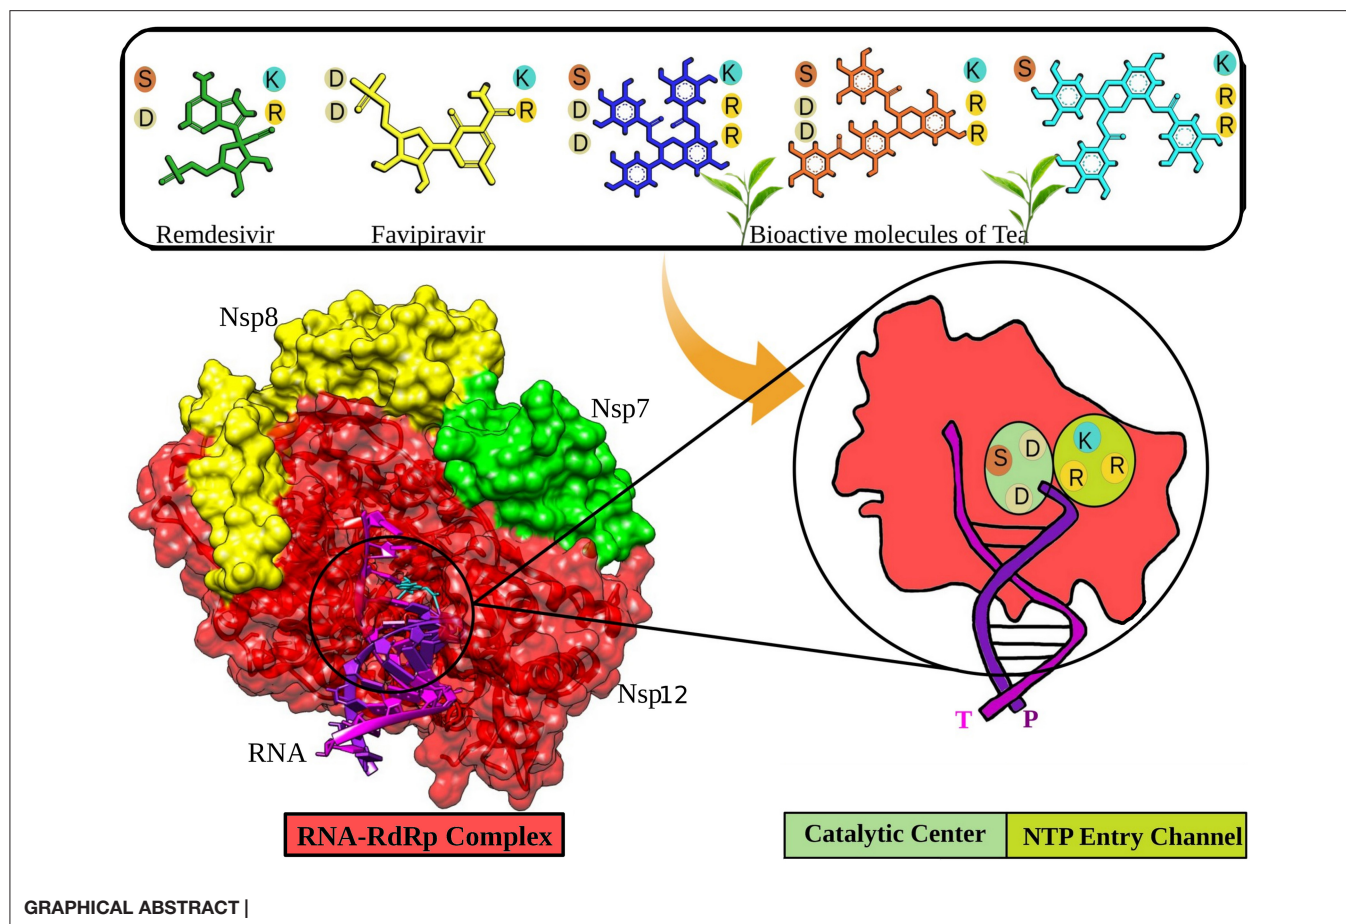 S
K
D
R
D
D
K
R
S
D
D
K
R
R
S
D
D
K
R
R
S
K
R
R
Remdesivir
Favipiravir
Bioactive molecules of Tea
Nsp8
Nsp7
Nsp12
RNA
S
D
D
K
R
R
T
P
RNA-RdRp Complex
Catalytic Center
NTP Entry Channel
GRAPHICAL ABSTRACT |